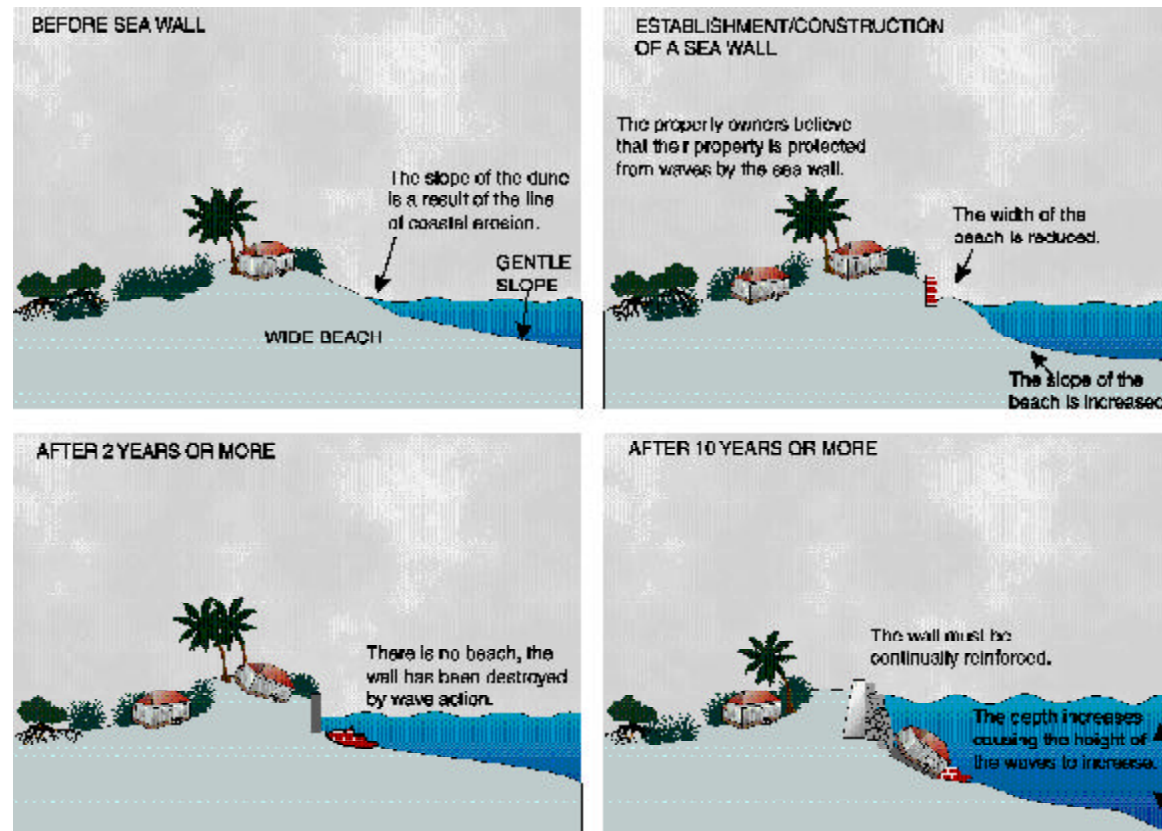 BEFORE SEA WALL
The slope of the dune
is a result of the line
of coastal erosion.
GENTLE
SLOPE
WIDE BEACH
ESTABLISHMENT/CONSTRUCTION
OF A SEA WALL
The property owners believe
that their property is protected
from waves by the sea wall.
The width of the
beach is reduced.
The slope of the
beach is increased
AFTER 2 YEARS OR MORE
There is no beach, the
wall has been destroyed
by wave action.
AFTER 10 YEARS OR MORE
The wall must be
continually reinforced.
The depth increases
causing the height of
the waves to increase.